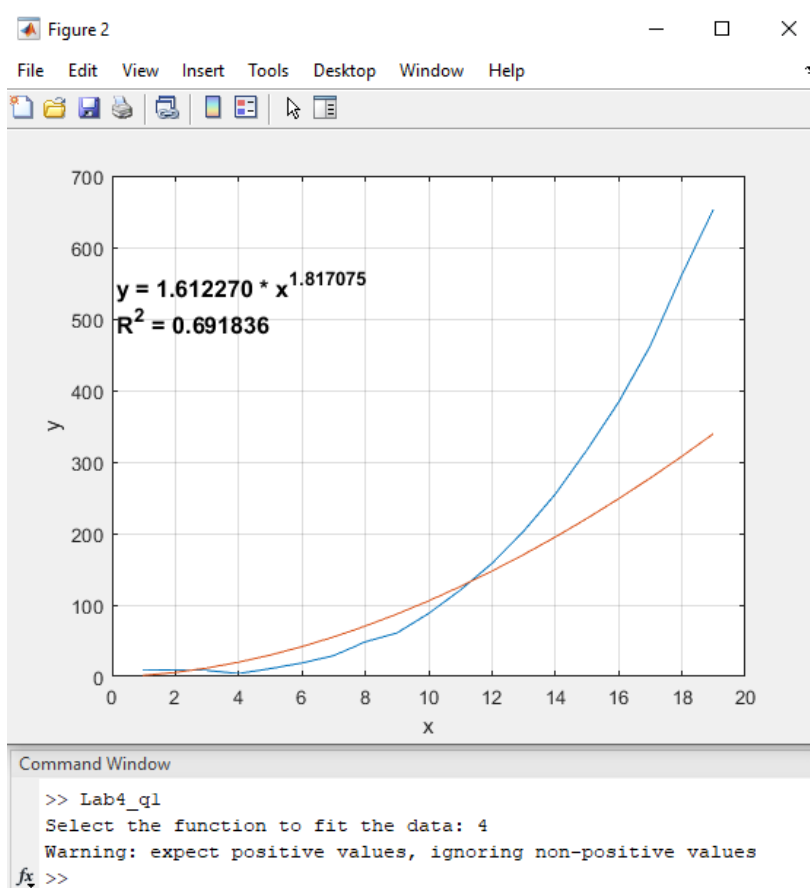 Figure 2
File Edit View Insert Tools Desktop Window Help
700
600
y = 1.612270 * x^1.817075
500
R^2 = 0.691836
400
y
300
200
100
0
0 2 4 6 8 10 12 14 16 18 20
x
Command Window
>> Lab4_q1
Select the function to fit the data: 4
Warning: expect positive values, ignoring non-positive values
fx >>